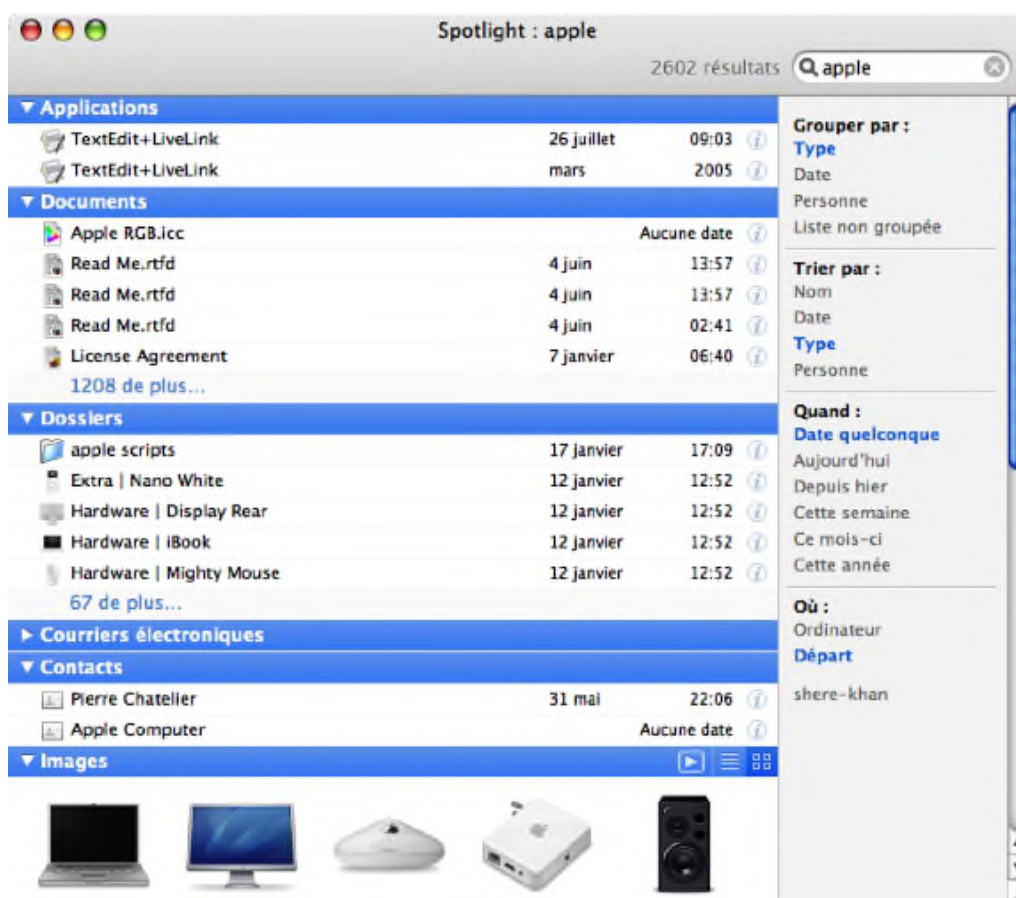 Spotlight : apple
2602 résultats apple
Applications
TextEdit+LiveLink 26 juillet 09:03
TextEdit+LiveLink mars 2005
Documents
Apple RGB.icc Aucune date
Read Me.rtfd 4 juin 13:57
Read Me.rtfd 4 juin 13:57
Read Me.rtfd 4 juin 02:41
License Agreement 7 janvier 06:40
1208 de plus...
Dossiers
apple scripts 17 janvier 17:09
Extra | Nano White 12 janvier 12:52
Hardware | Display Rear 12 janvier 12:52
Hardware | iBook 12 janvier 12:52
Hardware | Mighty Mouse 12 janvier 12:52
67 de plus...
Courriers électroniques
Contacts
Pierre Chatelier 31 mai 22:06
Apple Computer Aucune date
Images
Grouper par :
Type
Date
Personne
Liste non groupée
Trier par :
Nom
Date
Type
Personne
Quand :
Date quelconque
Aujourd'hui
Depuis hier
Cette semaine
Ce mois-ci
Cette année
Où :
Ordinateur
Départ
shere-khan